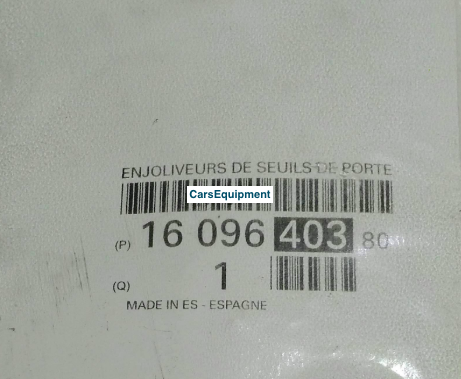 ENJOLIVEURS DE SEUILS DE PORTE
CarsEquipment
(P) 16 096 403 80
(Q) 1
MADE IN ES - ESPAGNE